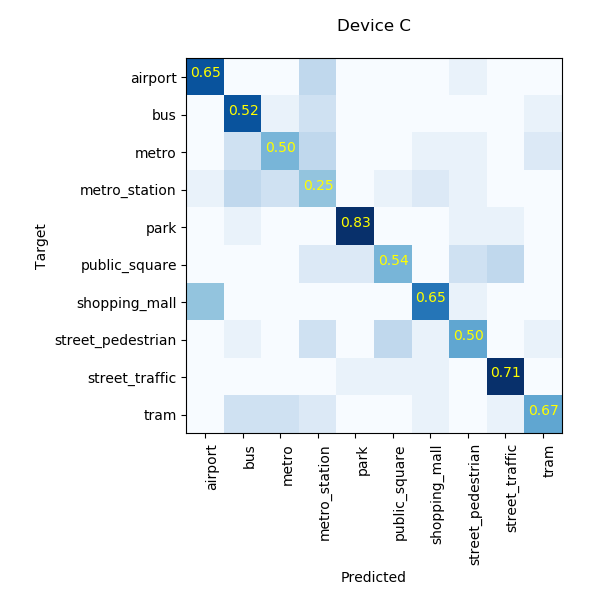 Device C
airport
0.65
bus
0.52
metro
0.50
metro_station
0.25
park
0.83
public_square
0.54
shopping_mall
0.65
street_pedestrian
0.50
street_traffic
0.71
tram
0.67
Target
airport
bus
metro
metro_station
park
public_square
shopping_mall
street_pedestrian
street_traffic
tram
Predicted